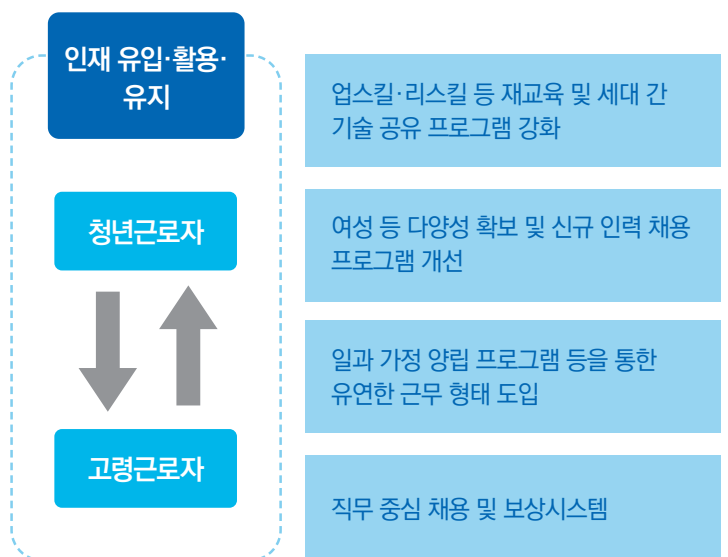 인재 유입·활용·
유지
청년근로자
고령근로자
업스킬·리스킬 등 재교육 및 세대 간
기술 공유 프로그램 강화
여성 등 다양성 확보 및 신규 인력 채용
프로그램 개선
일과 가정 양립 프로그램 등을 통한
유연한 근무 형태 도입
직무 중심 채용 및 보상시스템